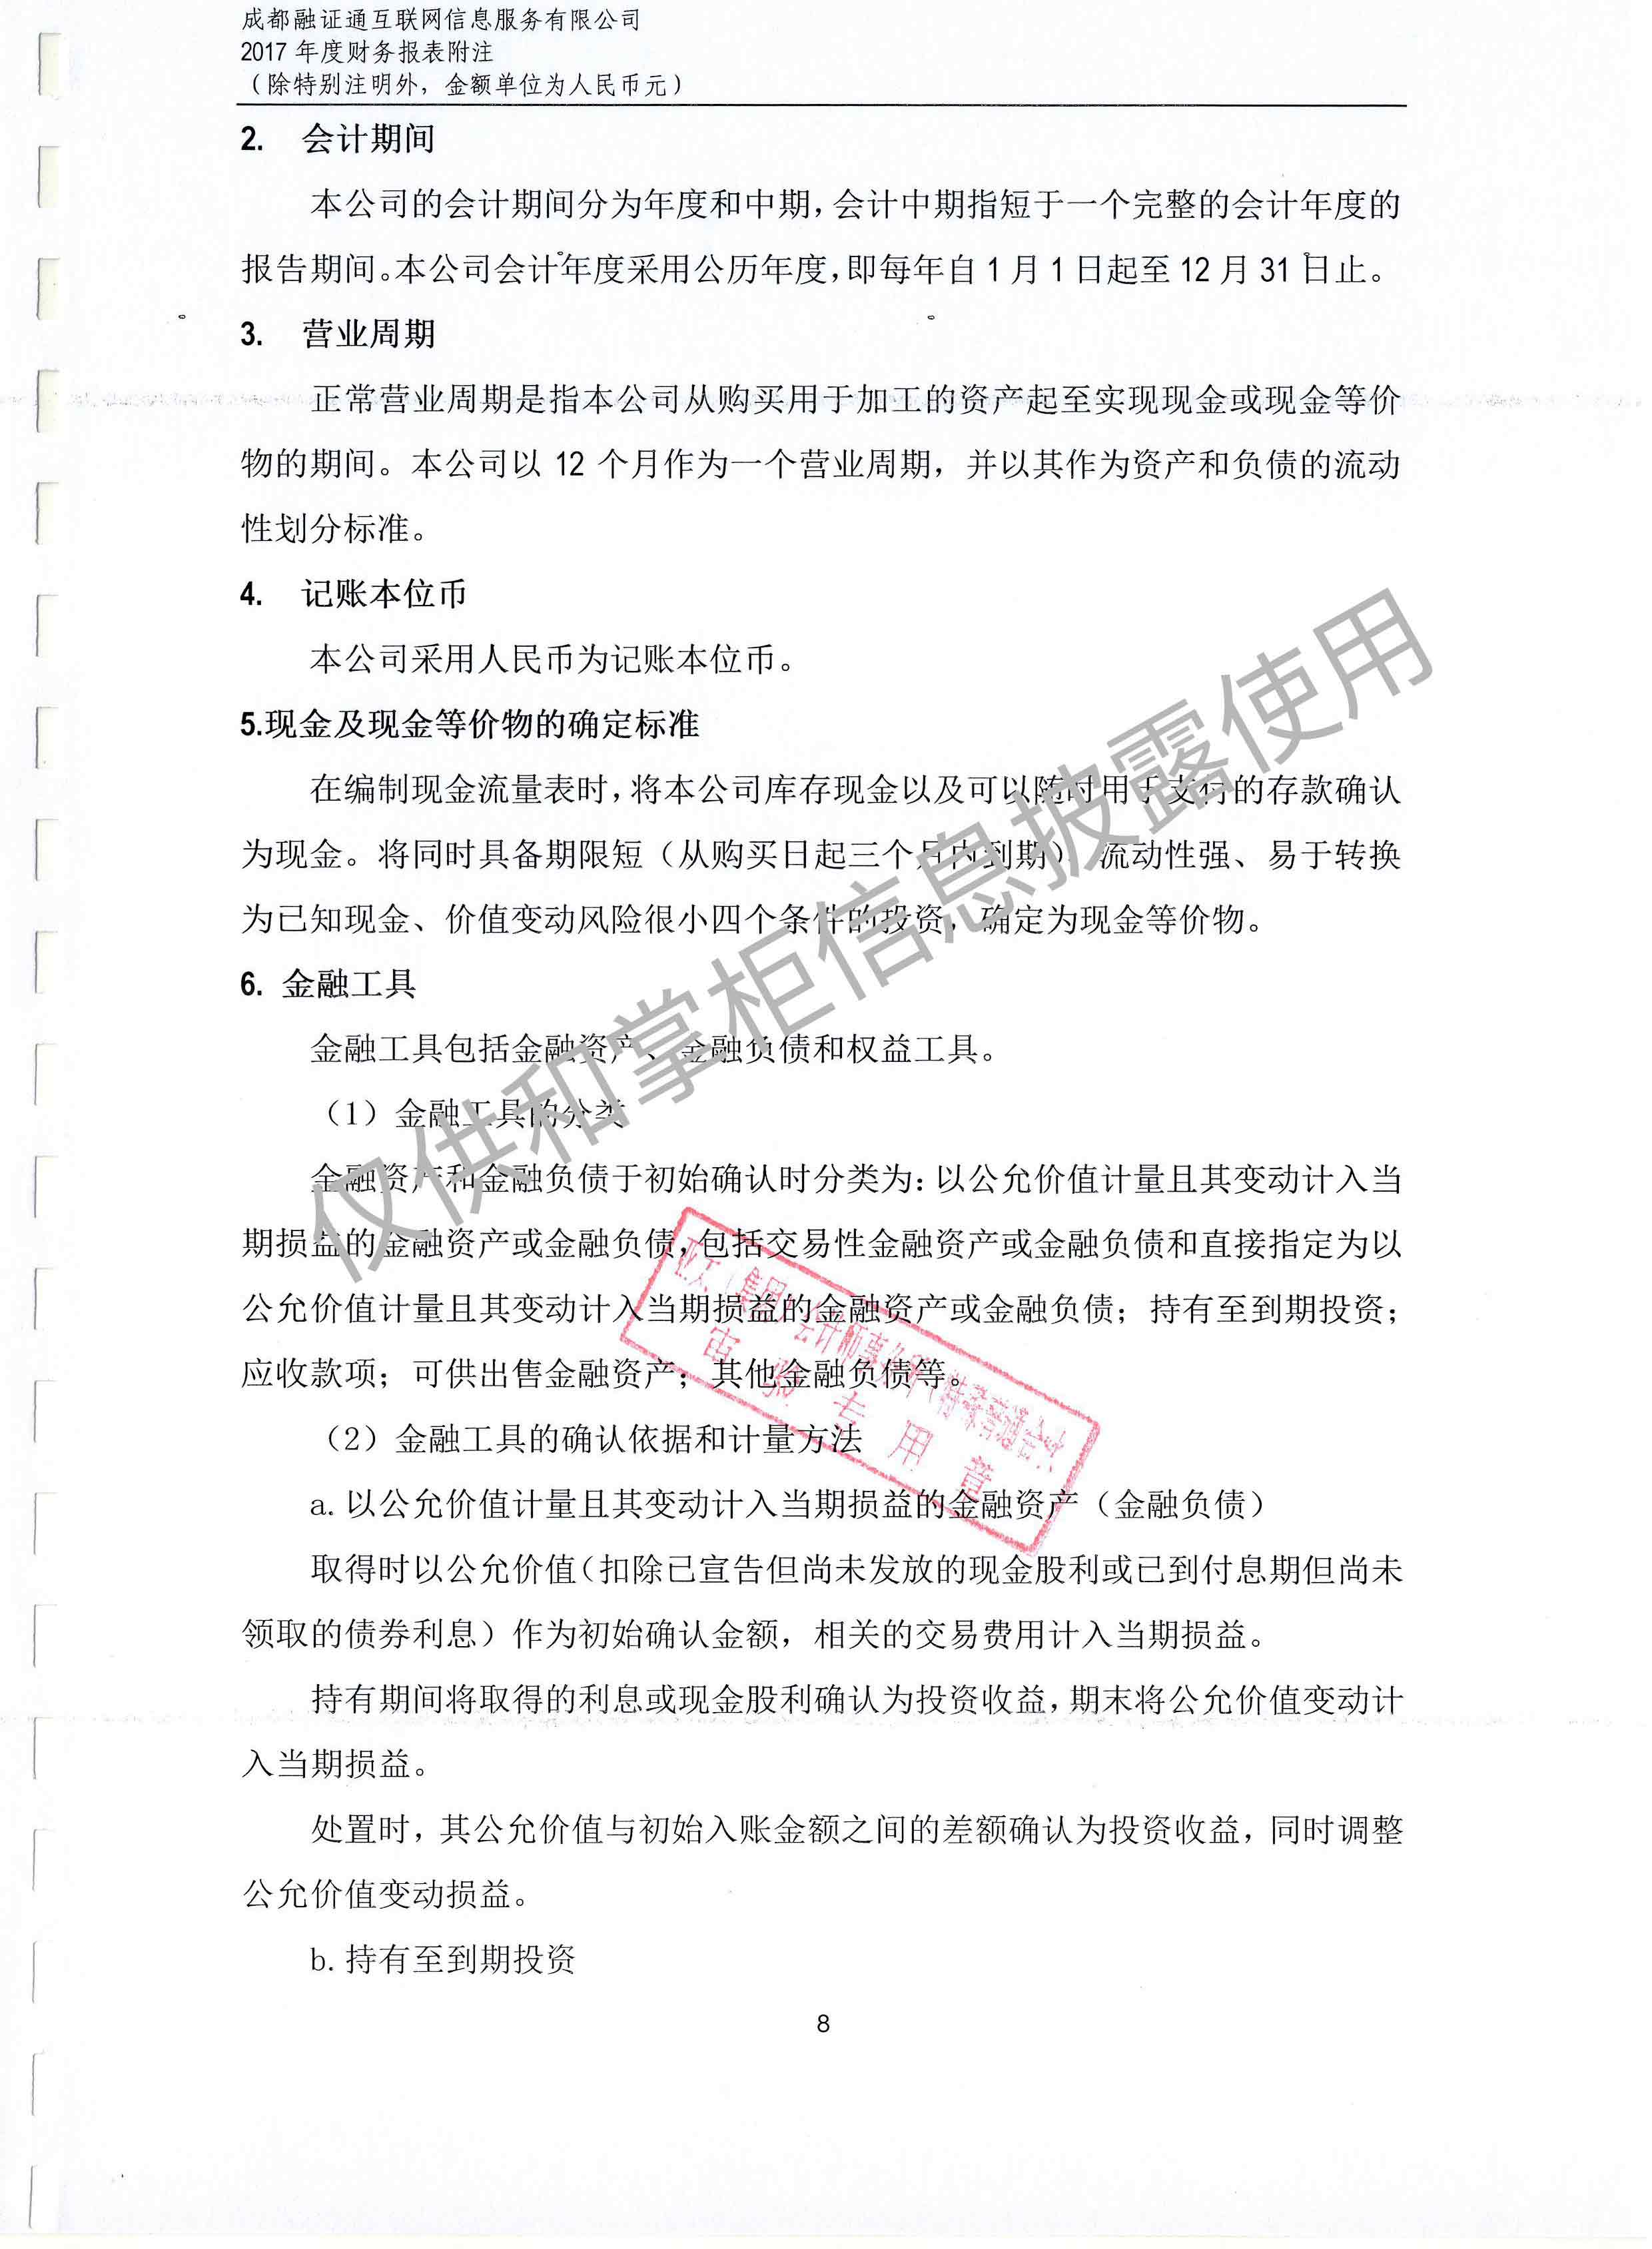 成都融证通互联网信息服务有限公司
2017 年度财务报表附注
（除特别注明外，金额单位为人民币元）
2. 会计期间
本公司的会计期间分为年度和中期，会计中期指短于一个完整的会计年度的
报告期间。本公司会计年度采用公历年度，即每年自 1 月 1 日起至 12 月 31 日止。
3. 营业周期
正常营业周期是指本公司从购买用于加工的资产起至实现现金或现金等价
物的期间。本公司以 12 个月作为一个营业周期，并以其作为资产和负债的流动
性划分标准。
4. 记账本位币
本公司采用人民币为记账本位币。
5.现金及现金等价物的确定标准
在编制现金流量表时，将本公司库存现金以及可以随时用于支付的存款确认
为现金。将同时具备期限短（从购买日起三个月内到期）、流动性强、易于转换
为已知现金、价值变动风险很小四个条件的投资，确定为现金等价物。
6. 金融工具
金融工具包括金融资产、金融负债和权益工具。
（1）金融工具的分类
金融资产和金融负债于初始确认时分类为：以公允价值计量且其变动计入当
期损益的金融资产或金融负债，包括交易性金融资产或金融负债和直接指定为以
公允价值计量且其变动计入当期损益的金融资产或金融负债；持有至到期投资；
应收款项；可供出售金融资产；其他金融负债等。
（2）金融工具的确认依据和计量方法
a.以公允价值计量且其变动计入当期损益的金融资产（金融负债）
取得时以公允价值（扣除已宣告但尚未发放的现金股利或已到付息期但尚未
领取的债券利息）作为初始确认金额，相关的交易费用计入当期损益。
持有期间将取得的利息或现金股利确认为投资收益，期末将公允价值变动计
入当期损益。
处置时，其公允价值与初始入账金额之间的差额确认为投资收益，同时调整
公允价值变动损益。
b.持有至到期投资
8
仅供和掌柜信息披露使用
亚太（集团）会计师事务所（特殊普通合伙）
审验专用章